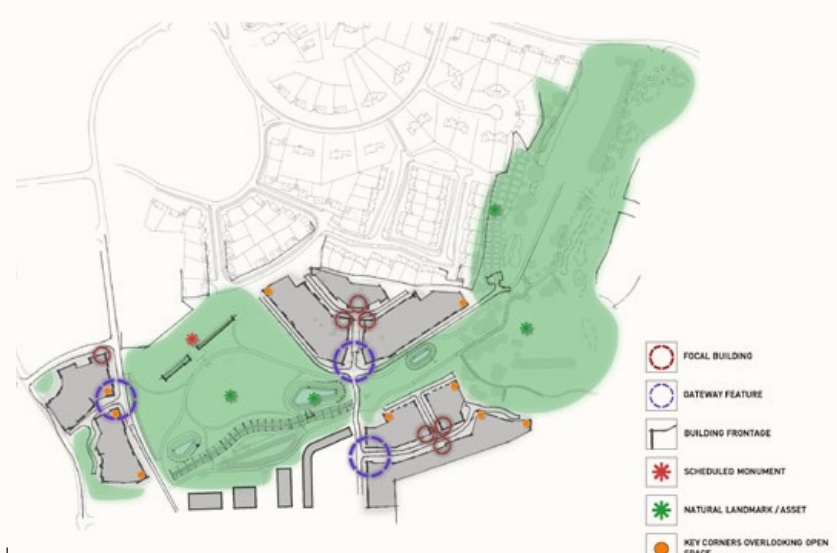 FOCAL BUILDING
GATEWAY FEATURE
BUILDING FRONTAGE
SCHEDULED MONUMENT
NATURAL LANDMARK / ASSET
KEY CORNERS OVERLOOKING OPEN
SPACE